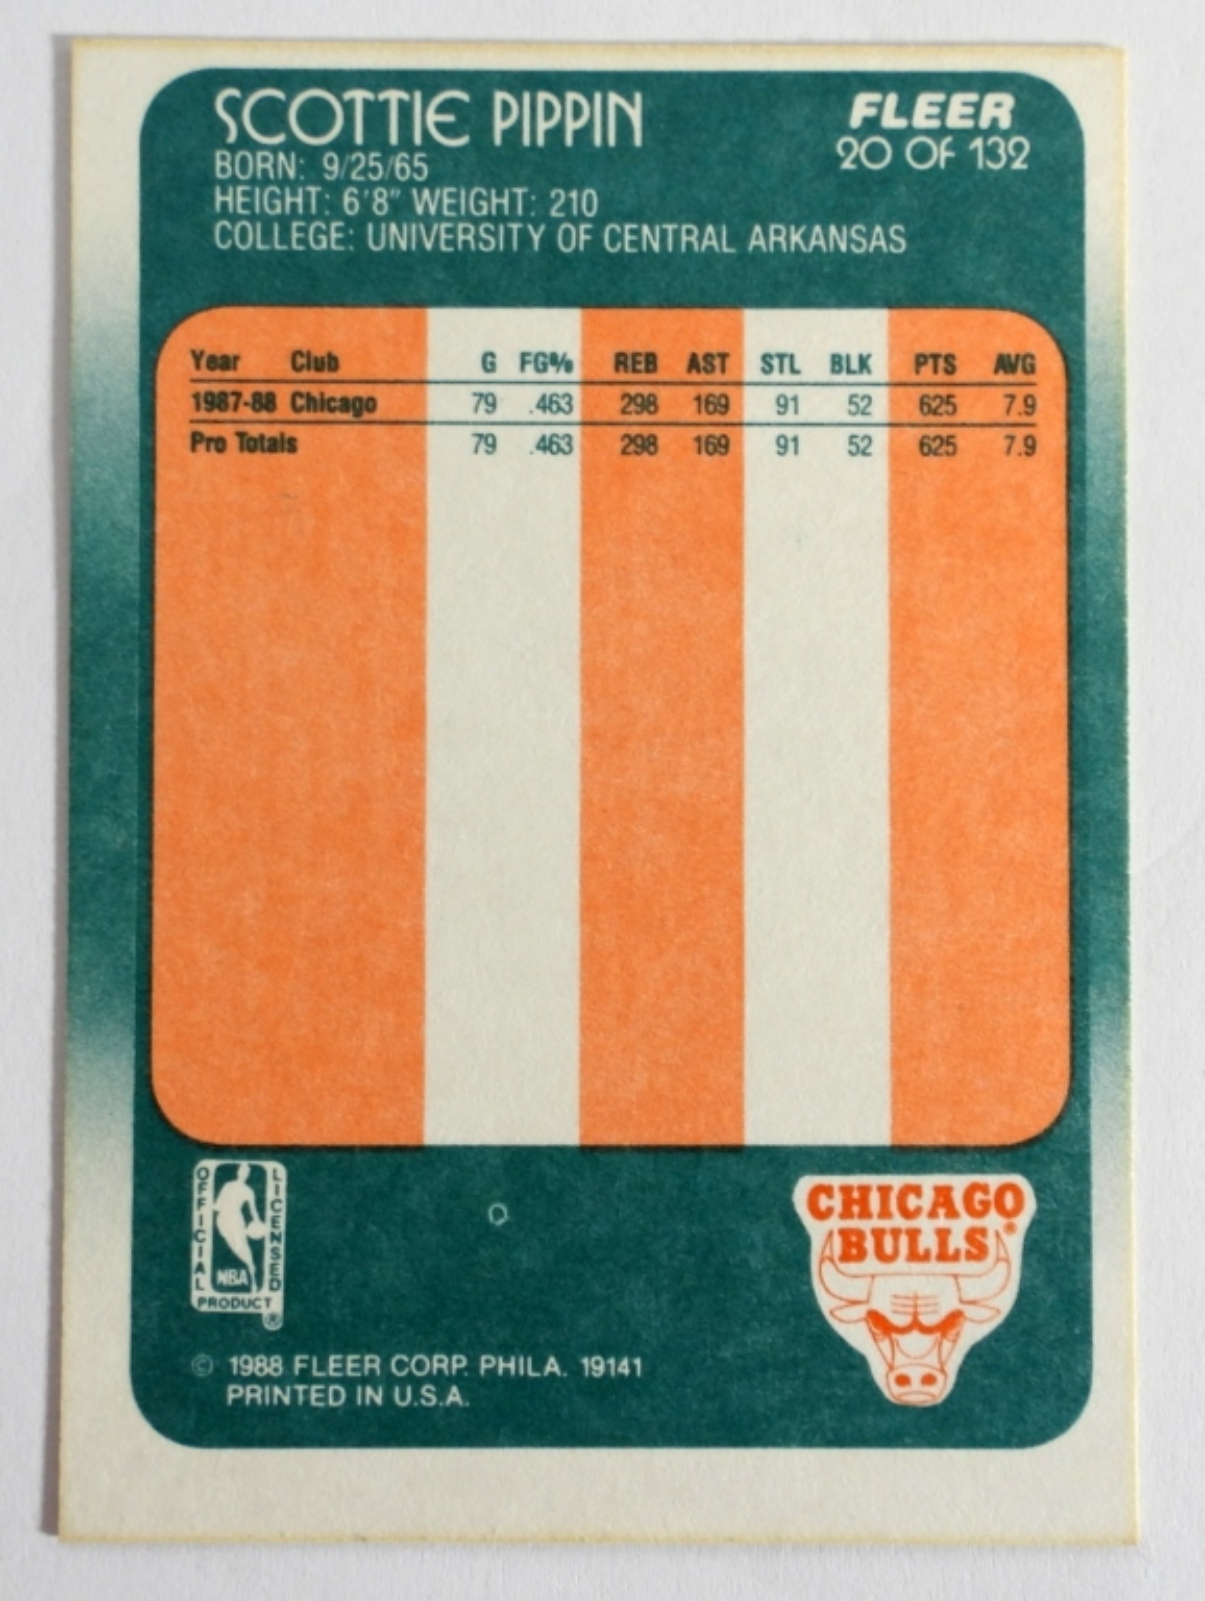 SCOTTIE PIPPIN
FLEER
20 OF 132
BORN: 9/25/65
HEIGHT: 6'8" WEIGHT: 210
COLLEGE: UNIVERSITY OF CENTRAL ARKANSAS
Year Club G FG% REB AST STL BLK PTS AVG
1987-88 Chicago 79 .463 298 169 91 52 625 7.9
Pro Totals 79 .463 298 169 91 52 625 7.9
OFFICIAL
LICENSED
NBA
PRODUCT
®
CHICAGO
BULLS®
© 1988 FLEER CORP. PHILA. 19141
PRINTED IN U.S.A.